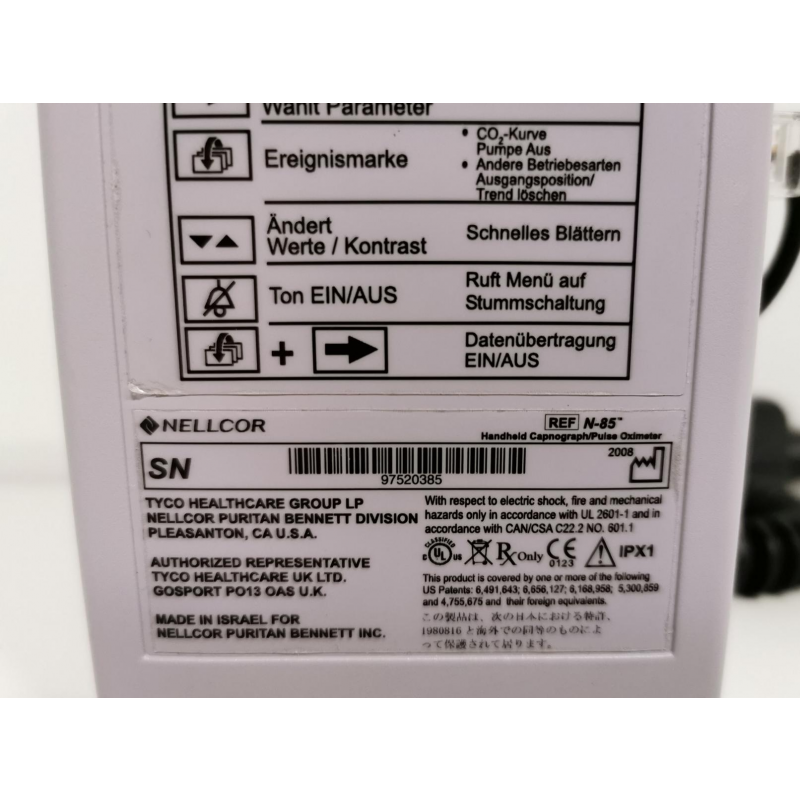 Wählt Parameter
Ereignismarke
• CO₂-Kurve
Pumpe Aus
• Andere Betriebesarten
Ausgangsposition/
Trend löschen
Ändert
Werte / Kontrast
Schnelles Blättern
Ton EIN/AUS
Ruft Menü auf
Stummschaltung
+
Datenübertragung
EIN/AUS
NELLCOR
REF N-85™
Handheld Capnograph/Pulse Oximeter
SN
97520385
2008
TYCO HEALTHCARE GROUP LP
NELLCOR PURITAN BENNETT DIVISION
PLEASANTON, CA U.S.A.
AUTHORIZED REPRESENTATIVE
TYCO HEALTHCARE UK LTD.
GOSPORT PO13 OAS U.K.
MADE IN ISRAEL FOR
NELLCOR PURITAN BENNETT INC.
With respect to electric shock, fire and mechanical
hazards only in accordance with UL 2601-1 and in
accordance with CAN/CSA C22.2 NO. 601.1
CLASSIFIED C UL US Rx Only CE 0123 IPX1
This product is covered by one or more of the following
US Patents: 6,491,643; 6,656,127; 6,168,958; 5,300,859
and 4,755,675 and their foreign equivalents.
この製品は、次の日本における特許、
1980816 と海外での同等のものによ
って保護されて居ります。